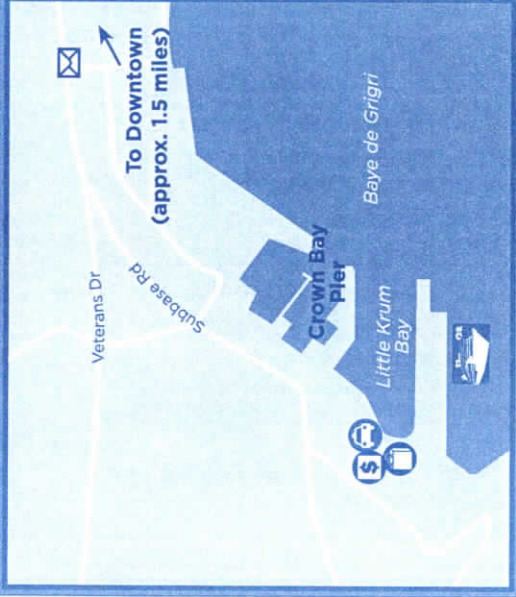 To Downtown
(approx. 1.5 miles)
Veterans Dr
Subbase Rd
Baye de Grigri
Crown Bay
Pier
Little Krum
Bay
$